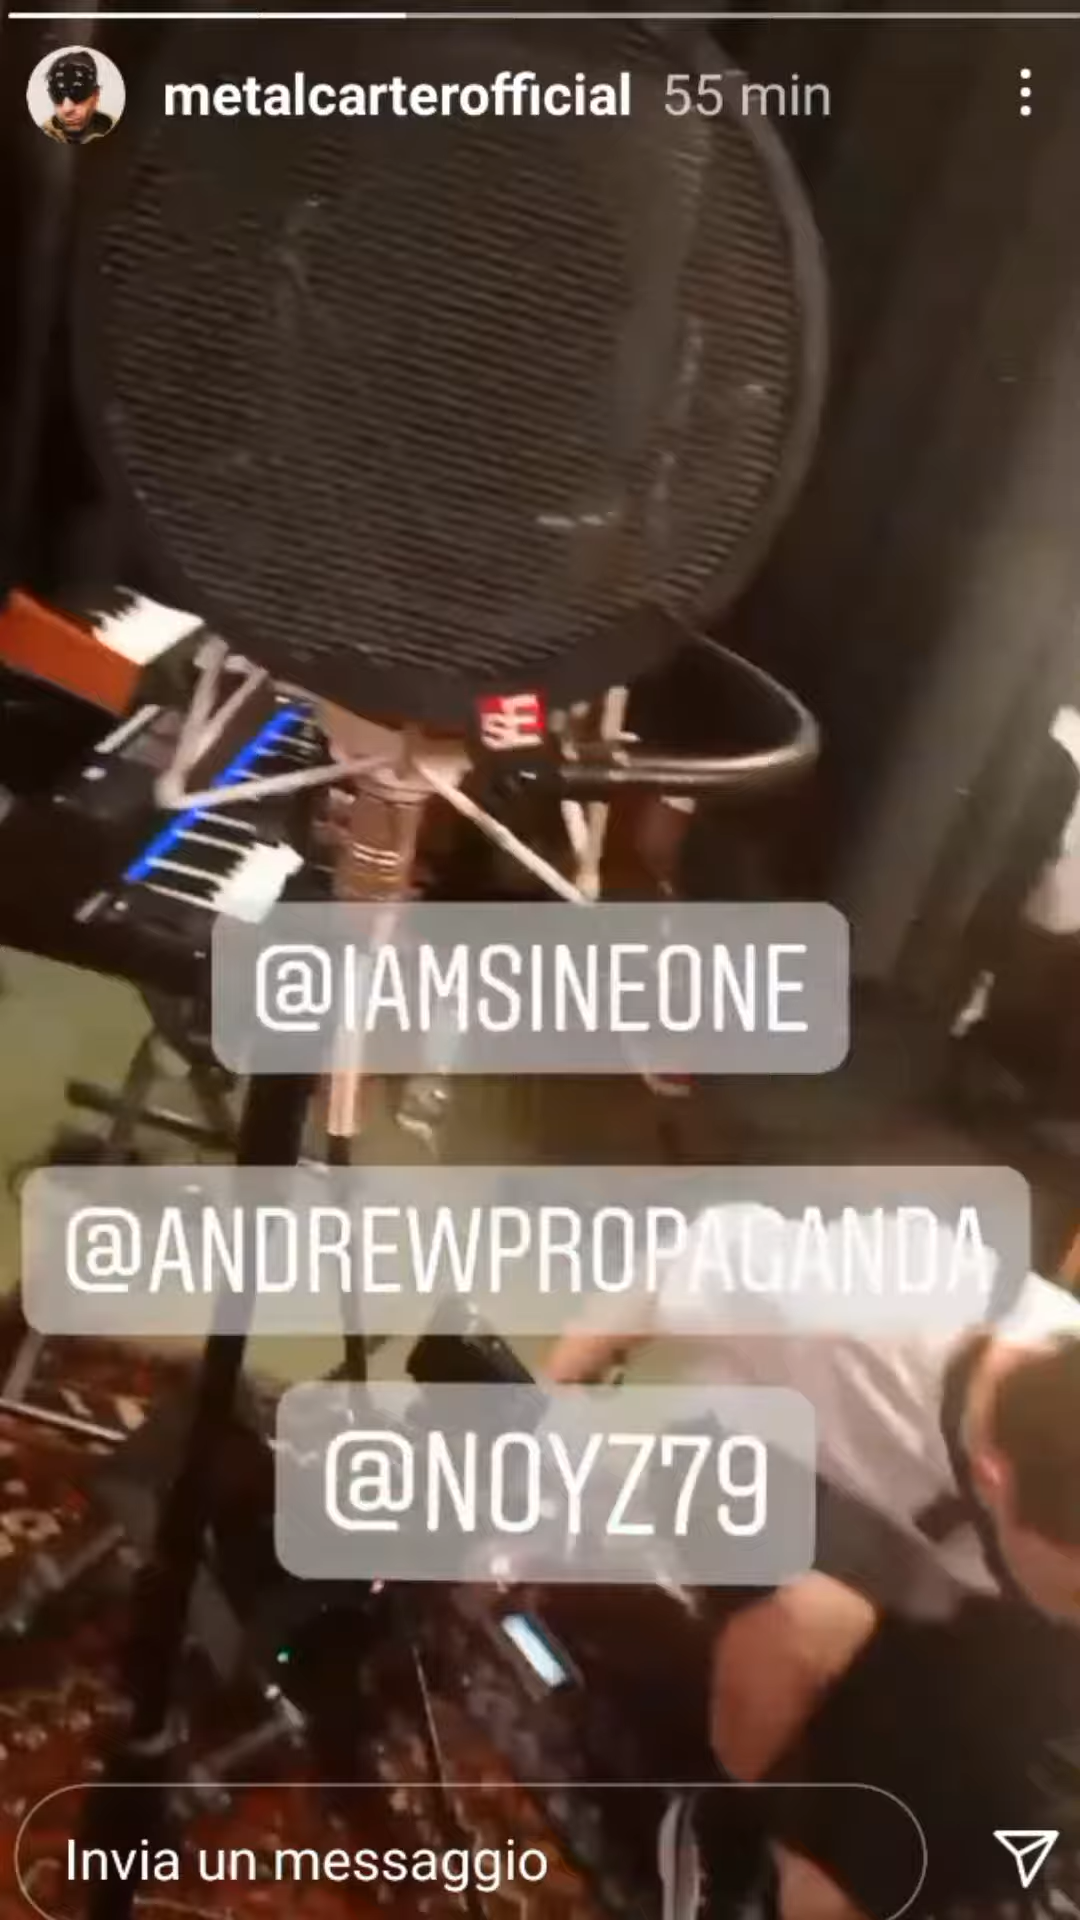 metalcarterofficial 55 min
sE
@IAMSINEONE
@ANDREWPROPAGANDA
@NOYZ79
Invia un messaggio